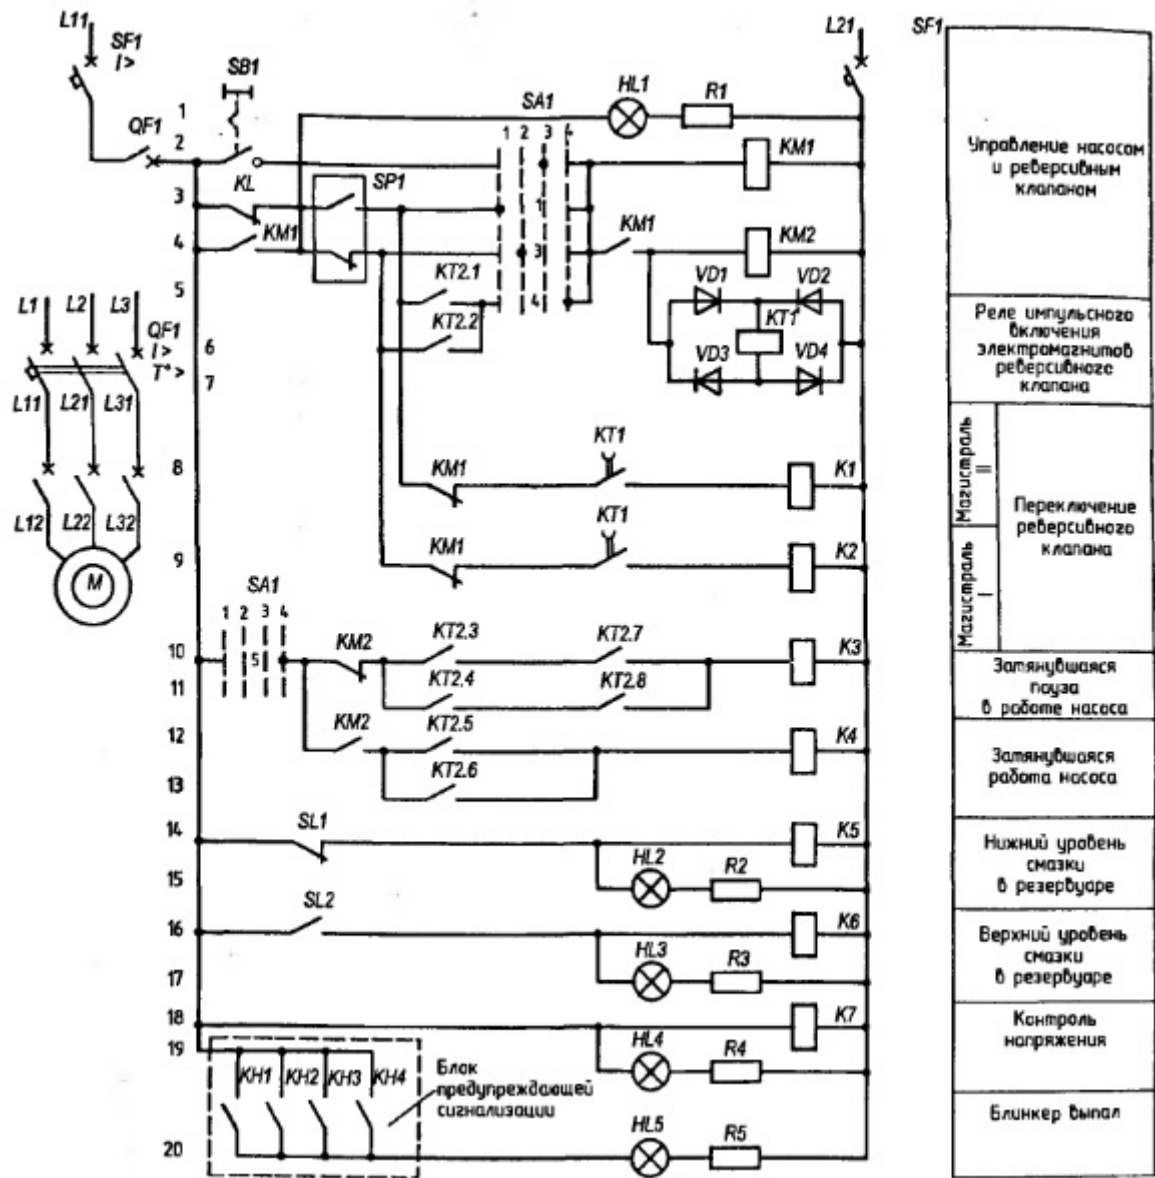 L11
SF1
I>
SB1
QF1
1
2
KL
3
KM1
4
5
SP1
SA1
1 2 3 4
1
3
4
KT2.1
KT2.2
HL1
R1
L21
SF1
KM1
KM1
KM2
VD1
VD2
KT1
VD3
VD4
L1
L2
L3
QF1
I>
T°>
6
7
L11
L21
L31
L12
L22
L32
M
8
KM1
KT1
K1
9
KM1
KT1
K2
SA1
1 2 3 4
10
5
KM2
KT2.3
KT2.7
K3
11
KT2.4
KT2.8
12
KM2
KT2.5
K4
13
KT2.6
14
SL1
K5
15
HL2
R2
16
SL2
K6
17
HL3
R3
18
K7
19
HL4
R4
KH1
KH2
KH3
KH4
Блок
предупреждающей
сигнализации
20
HL5
R5
Управление насосом
и реверсивным
клапаном
Реле импульсного
включения
электромагнитов
реверсивного
клапана
Магистраль II
Магистраль I
Переключение
реверсивного
клапана
Затянувшаяся
пауза
в работе насоса
Затянувшаяся
работа насоса
Нижний уровень
смазки
в резервуаре
Верхний уровень
смазки
в резервуаре
Контроль
напряжения
Блинкер выпал